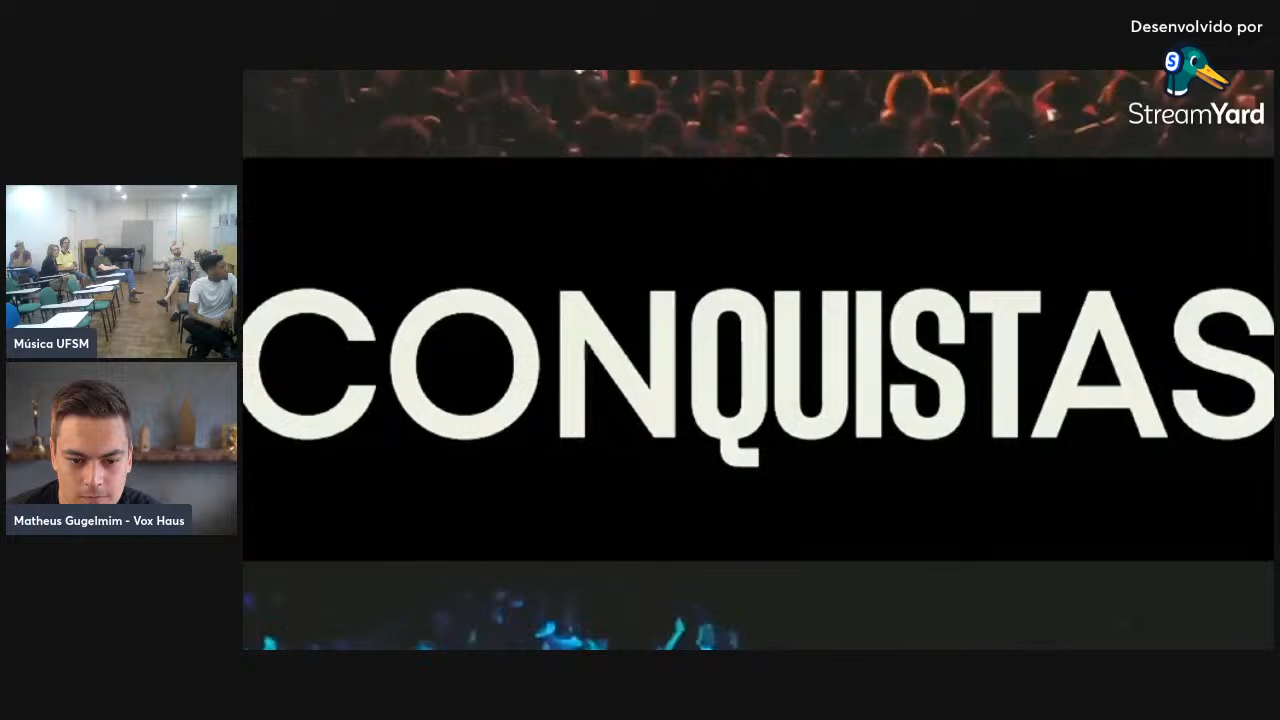 Desenvolvido por
S
StreamYard
CONQUISTAS
Música UFSM
Matheus Gugelmim - Vox Haus